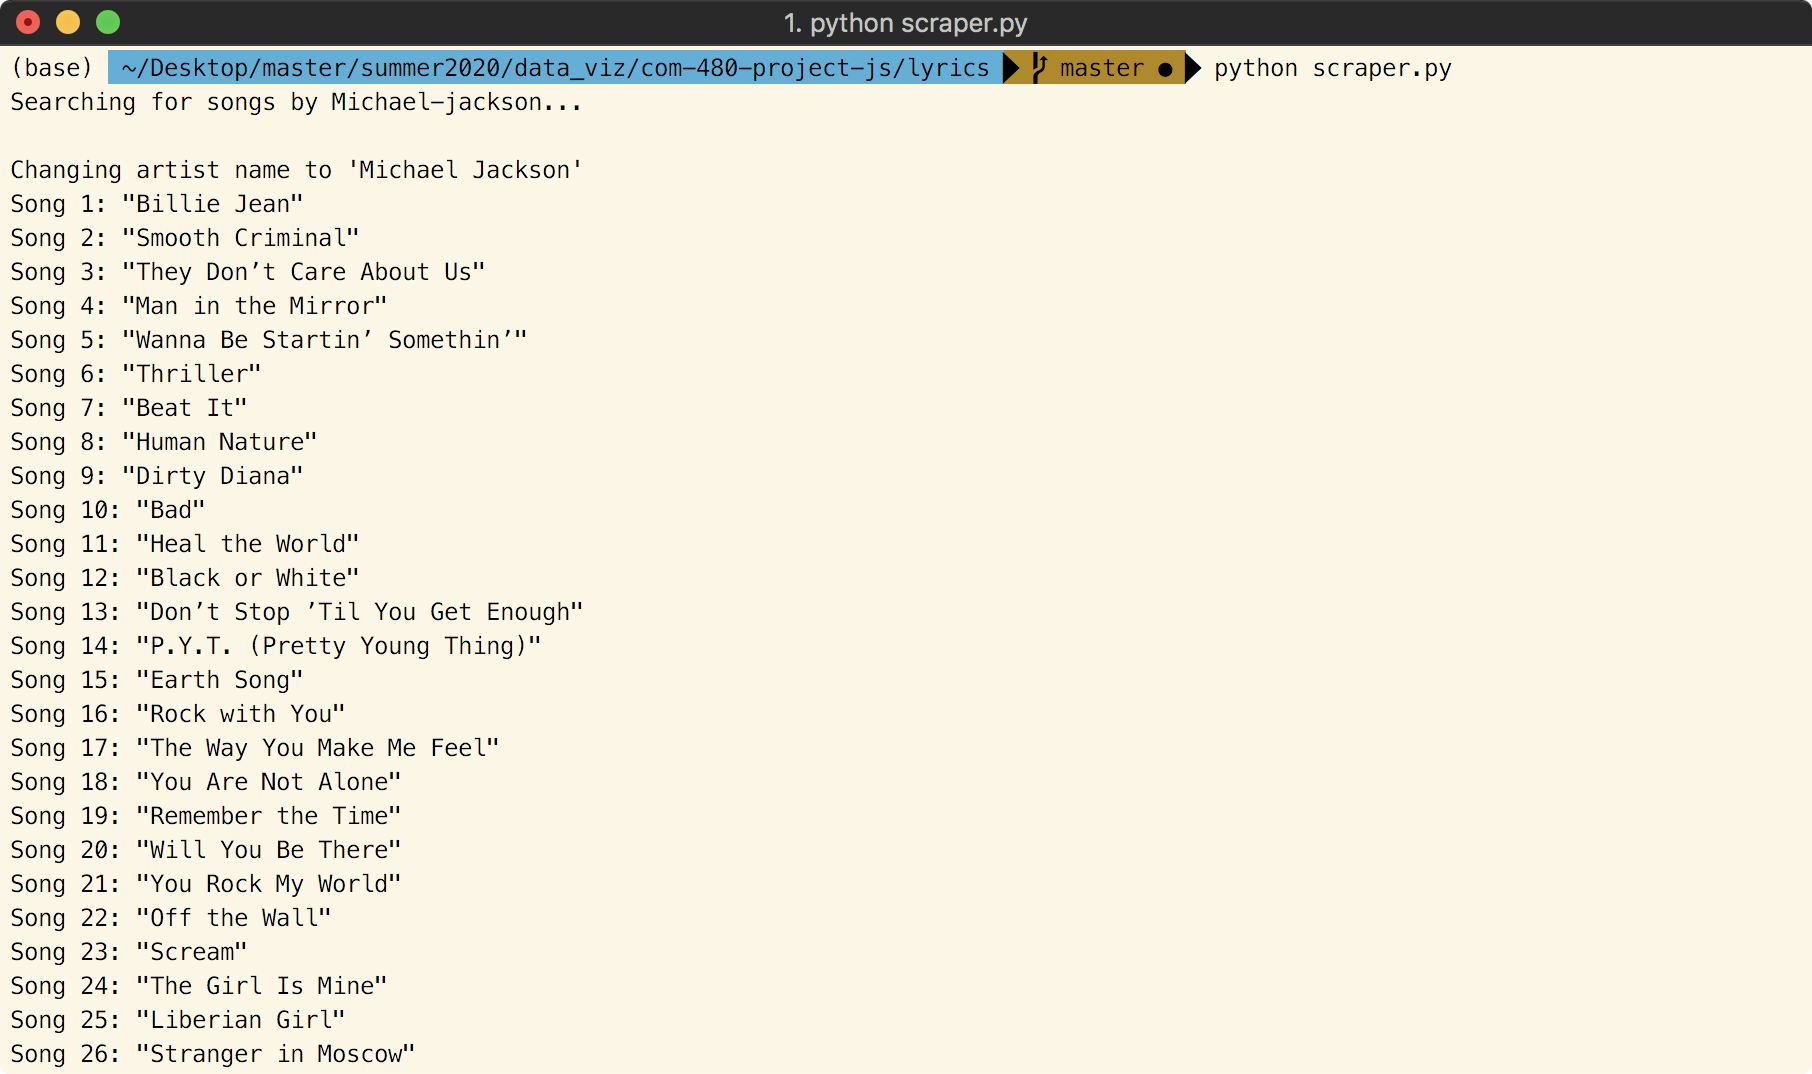 1. python scraper.py
(base) ~/Desktop/master/summer2020/data_viz/com-480-project-js/lyrics master ● python scraper.py
Searching for songs by Michael-jackson...
Changing artist name to 'Michael Jackson'
Song 1: "Billie Jean"
Song 2: "Smooth Criminal"
Song 3: "They Don’t Care About Us"
Song 4: "Man in the Mirror"
Song 5: "Wanna Be Startin’ Somethin’"
Song 6: "Thriller"
Song 7: "Beat It"
Song 8: "Human Nature"
Song 9: "Dirty Diana"
Song 10: "Bad"
Song 11: "Heal the World"
Song 12: "Black or White"
Song 13: "Don’t Stop ’Til You Get Enough"
Song 14: "P.Y.T. (Pretty Young Thing)"
Song 15: "Earth Song"
Song 16: "Rock with You"
Song 17: "The Way You Make Me Feel"
Song 18: "You Are Not Alone"
Song 19: "Remember the Time"
Song 20: "Will You Be There"
Song 21: "You Rock My World"
Song 22: "Off the Wall"
Song 23: "Scream"
Song 24: "The Girl Is Mine"
Song 25: "Liberian Girl"
Song 26: "Stranger in Moscow"